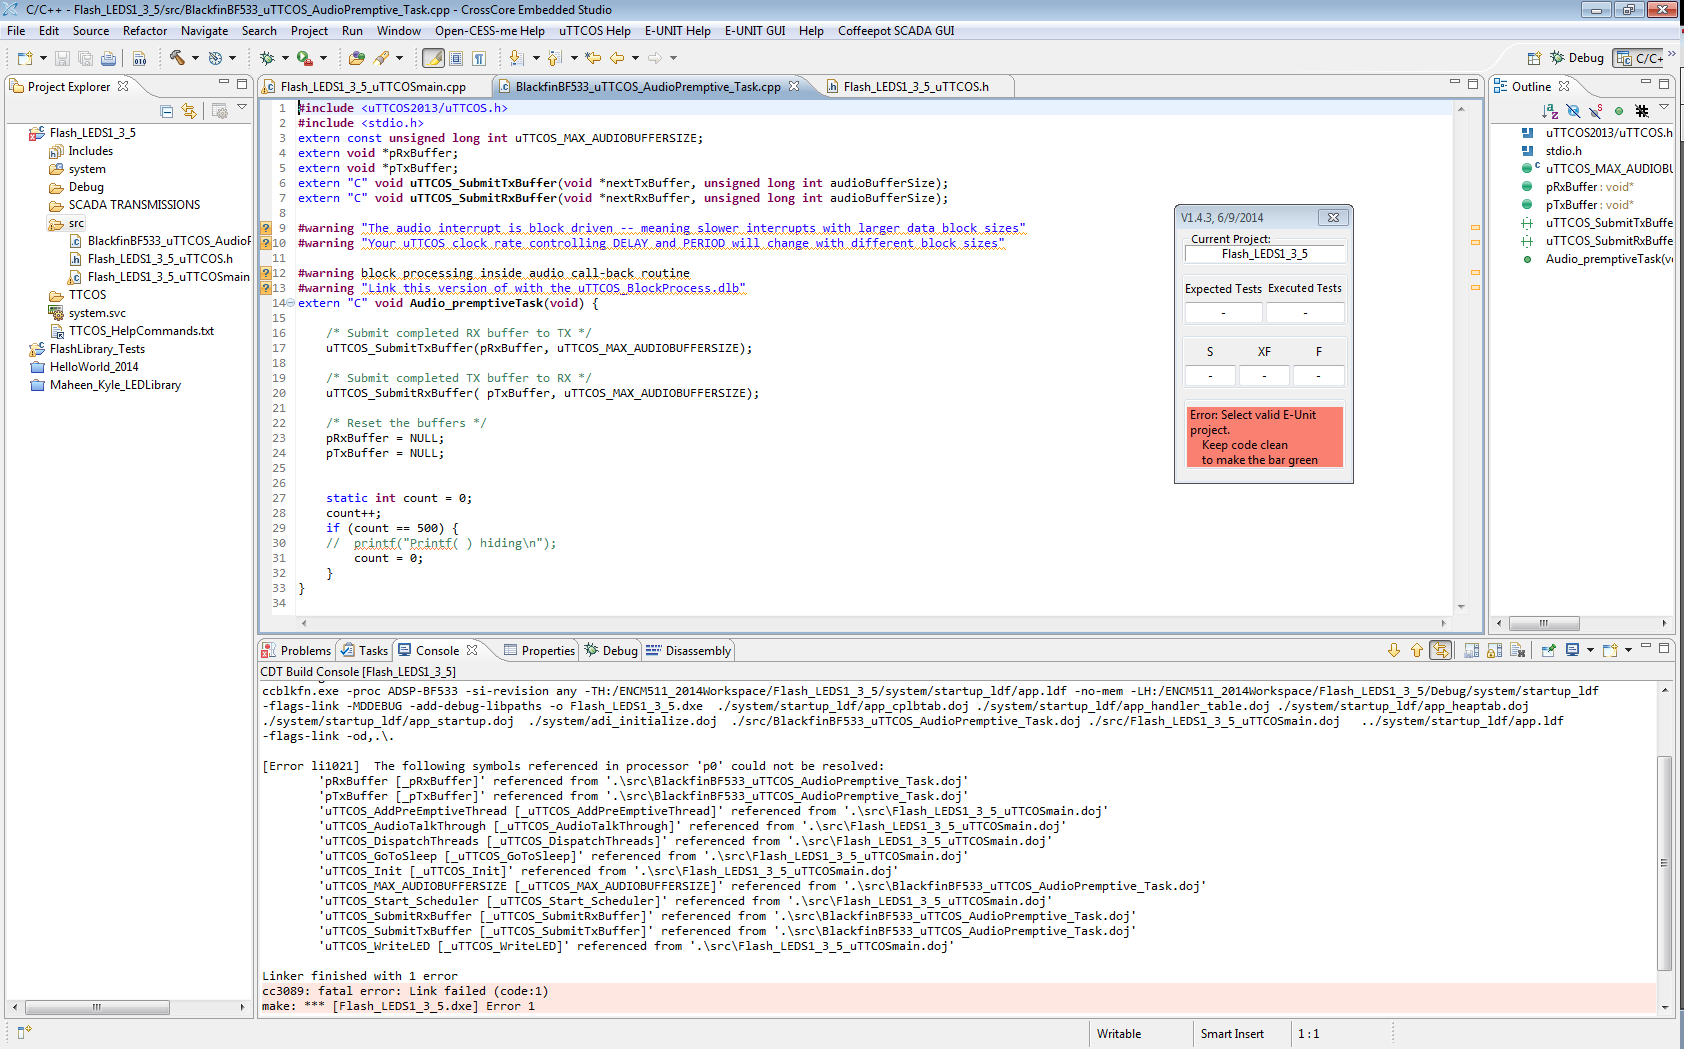 C/C++ - Flash_LEDS1_3_5/src/BlackfinBF533_uTTCOS_AudioPremptive_Task.cpp - CrossCore Embedded Studio
File Edit Source Refactor Navigate Search Project Run Window Open-CESS-me Help uTTCOS Help E-UNIT Help E-UNIT GUI Help Coffeepot SCADA GUI
Debug C/C+
Project Explorer
Flash_LEDS1_3_5
Includes
system
Debug
SCADA TRANSMISSIONS
src
BlackfinBF533_uTTCOS_AudioF
Flash_LEDS1_3_5_uTTCOS.h
Flash_LEDS1_3_5_uTTCOSmain
TTCOS
system.svc
TTCOS_HelpCommands.txt
FlashLibrary_Tests
HelloWorld_2014
Maheen_Kyle_LEDLibrary
Flash_LEDS1_3_5_uTTCOSmain.cpp BlackfinBF533_uTTCOS_AudioPremptive_Task.cpp Flash_LEDS1_3_5_uTTCOS.h
1 #include <uTTCOS2013/uTTCOS.h>
2 #include <stdio.h>
3 extern const unsigned long int uTTCOS_MAX_AUDIOBUFFERSIZE;
4 extern void *pRxBuffer;
5 extern void *pTxBuffer;
6 extern "C" void uTTCOS_SubmitTxBuffer(void *nextTxBuffer, unsigned long int audioBufferSize);
7 extern "C" void uTTCOS_SubmitRxBuffer(void *nextRxBuffer, unsigned long int audioBufferSize);
8
9 #warning "The audio interrupt is block driven -- meaning slower interrupts with larger data block sizes"
10 #warning "Your uTTCOS clock rate controlling DELAY and PERIOD will change with different block sizes"
11
12 #warning block processing inside audio call-back routine
13 #warning "Link this version of with the uTTCOS_BlockProcess.dlb"
14 extern "C" void Audio_premptiveTask(void) {
15
16 /* Submit completed RX buffer to TX */
17 uTTCOS_SubmitTxBuffer(pRxBuffer, uTTCOS_MAX_AUDIOBUFFERSIZE);
18
19 /* Submit completed TX buffer to RX */
20 uTTCOS_SubmitRxBuffer( pTxBuffer, uTTCOS_MAX_AUDIOBUFFERSIZE);
21
22 /* Reset the buffers */
23 pRxBuffer = NULL;
24 pTxBuffer = NULL;
25
26
27 static int count = 0;
28 count++;
29 if (count == 500) {
30 // printf("Printf( ) hiding\n");
31 count = 0;
32 }
33 }
34
V1.4.3, 6/9/2014
Current Project:
Flash_LEDS1_3_5
Expected Tests Executed Tests
- -
S XF F
- - -
Error: Select valid E-Unit
project.
Keep code clean
to make the bar green
Outline
uTTCOS2013/uTTCOS.h
stdio.h
uTTCOS_MAX_AUDIOBU
pRxBuffer : void*
pTxBuffer : void*
uTTCOS_SubmitTxBuffe
uTTCOS_SubmitRxBuffe
Audio_premptiveTask(v
Problems Tasks Console Properties Debug Disassembly
CDT Build Console [Flash_LEDS1_3_5]
ccblkfn.exe -proc ADSP-BF533 -si-revision any -TH:/ENCM511_2014Workspace/Flash_LEDS1_3_5/system/startup_ldf/app.ldf -no-mem -LH:/ENCM511_2014Workspace/Flash_LEDS1_3_5/Debug/system/startup_ldf
-flags-link -MDDEBUG -add-debug-libpaths -o Flash_LEDS1_3_5.dxe ./system/startup_ldf/app_cplbtab.doj ./system/startup_ldf/app_handler_table.doj ./system/startup_ldf/app_heaptab.doj
./system/startup_ldf/app_startup.doj ./system/adi_initialize.doj ./src/BlackfinBF533_uTTCOS_AudioPremptive_Task.doj ./src/Flash_LEDS1_3_5_uTTCOSmain.doj ../system/startup_ldf/app.ldf
-flags-link -od,.\.
[Error li1021] The following symbols referenced in processor 'p0' could not be resolved:
'pRxBuffer [_pRxBuffer]' referenced from '.\src\BlackfinBF533_uTTCOS_AudioPremptive_Task.doj'
'pTxBuffer [_pTxBuffer]' referenced from '.\src\BlackfinBF533_uTTCOS_AudioPremptive_Task.doj'
'uTTCOS_AddPreEmptiveThread [_uTTCOS_AddPreEmptiveThread]' referenced from '.\src\Flash_LEDS1_3_5_uTTCOSmain.doj'
'uTTCOS_AudioTalkThrough [_uTTCOS_AudioTalkThrough]' referenced from '.\src\Flash_LEDS1_3_5_uTTCOSmain.doj'
'uTTCOS_DispatchThreads [_uTTCOS_DispatchThreads]' referenced from '.\src\Flash_LEDS1_3_5_uTTCOSmain.doj'
'uTTCOS_GoToSleep [_uTTCOS_GoToSleep]' referenced from '.\src\Flash_LEDS1_3_5_uTTCOSmain.doj'
'uTTCOS_Init [_uTTCOS_Init]' referenced from '.\src\Flash_LEDS1_3_5_uTTCOSmain.doj'
'uTTCOS_MAX_AUDIOBUFFERSIZE [_uTTCOS_MAX_AUDIOBUFFERSIZE]' referenced from '.\src\BlackfinBF533_uTTCOS_AudioPremptive_Task.doj'
'uTTCOS_Start_Scheduler [_uTTCOS_Start_Scheduler]' referenced from '.\src\Flash_LEDS1_3_5_uTTCOSmain.doj'
'uTTCOS_SubmitRxBuffer [_uTTCOS_SubmitRxBuffer]' referenced from '.\src\BlackfinBF533_uTTCOS_AudioPremptive_Task.doj'
'uTTCOS_SubmitTxBuffer [_uTTCOS_SubmitTxBuffer]' referenced from '.\src\BlackfinBF533_uTTCOS_AudioPremptive_Task.doj'
'uTTCOS_WriteLED [_uTTCOS_WriteLED]' referenced from '.\src\Flash_LEDS1_3_5_uTTCOSmain.doj'
Linker finished with 1 error
cc3089: fatal error: Link failed (code:1)
make: *** [Flash_LEDS1_3_5.dxe] Error 1
Writable Smart Insert 1 : 1